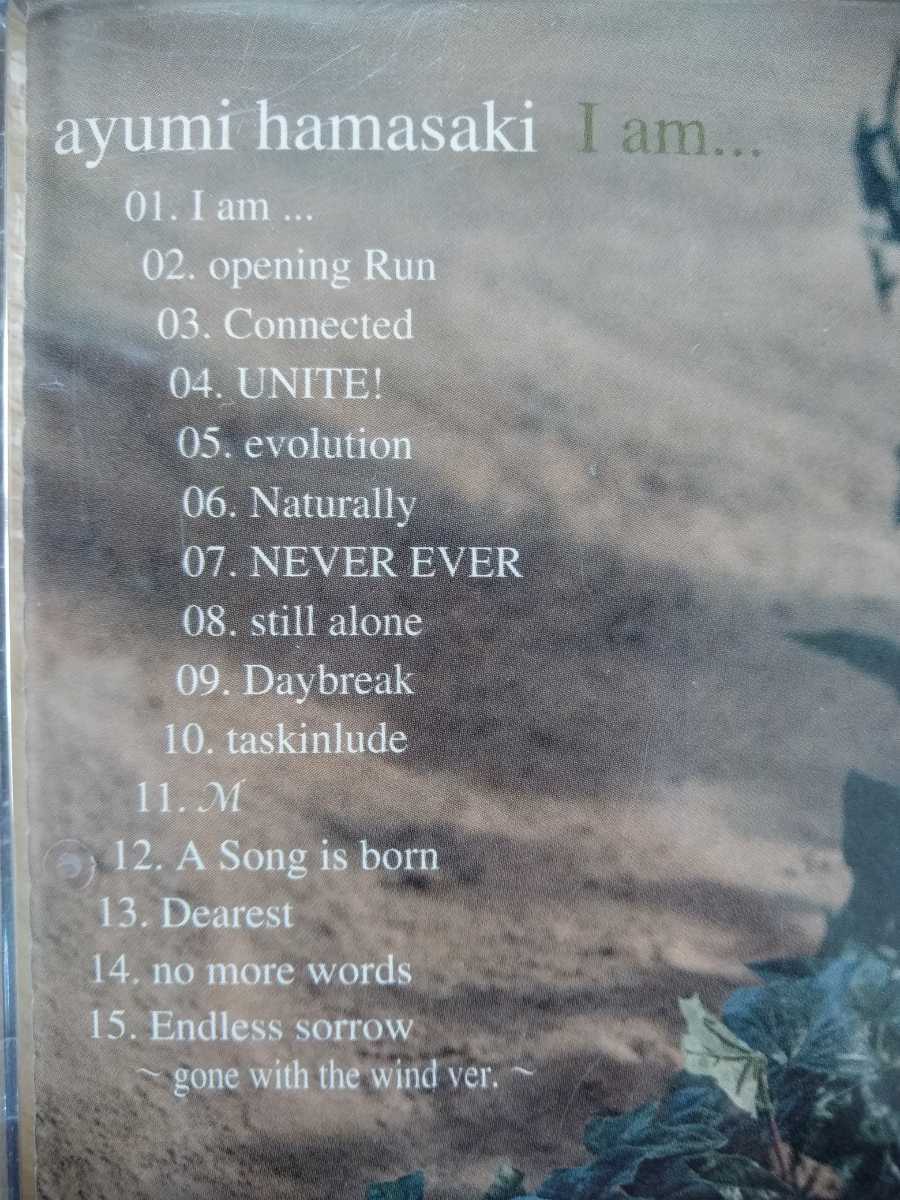 ayumi hamasaki I am...
01. I am ...
02. opening Run
03. Connected
04. UNITE!
05. evolution
06. Naturally
07. NEVER EVER
08. still alone
09. Daybreak
10. taskinlude
11. M
12. A Song is born
13. Dearest
14. no more words
15. Endless sorrow
~ gone with the wind ver. ~